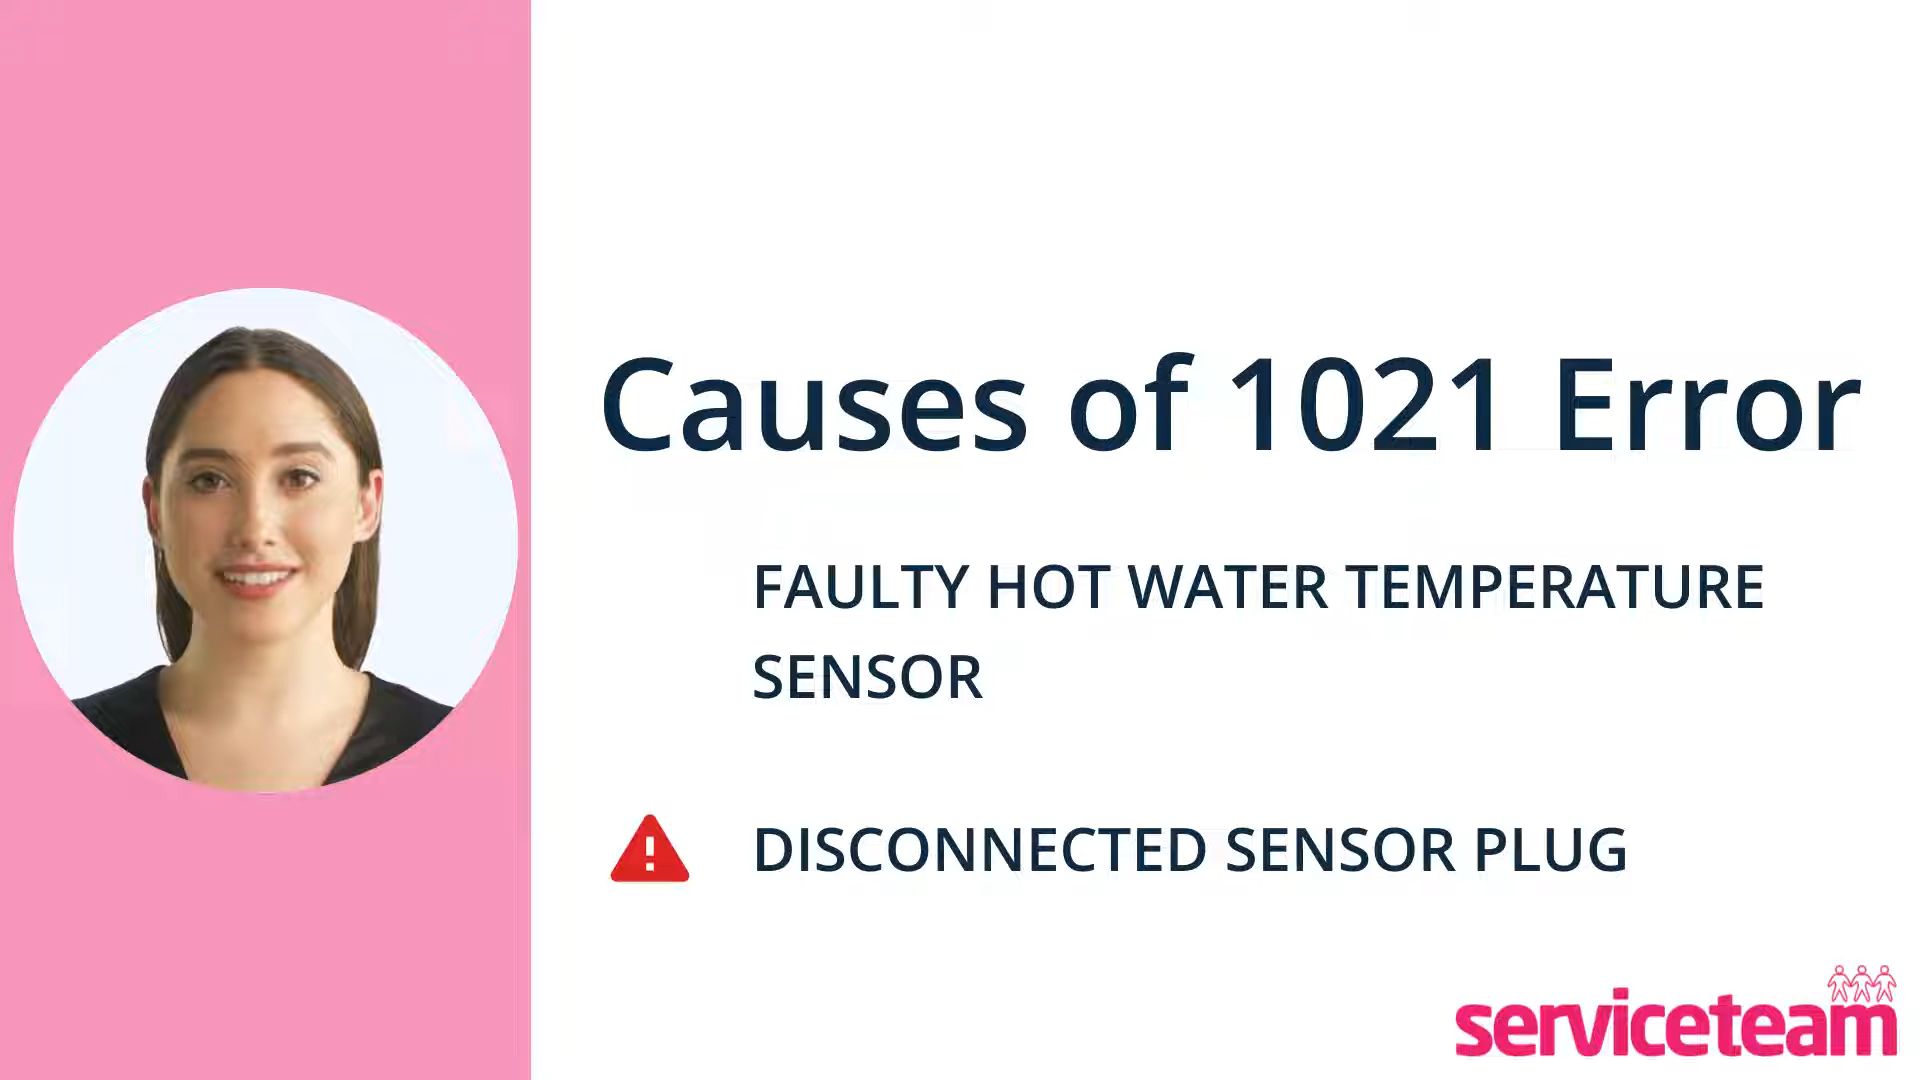 Causes of 1021 Error
FAULTY HOT WATER TEMPERATURE
SENSOR
DISCONNECTED SENSOR PLUG
serviceteam